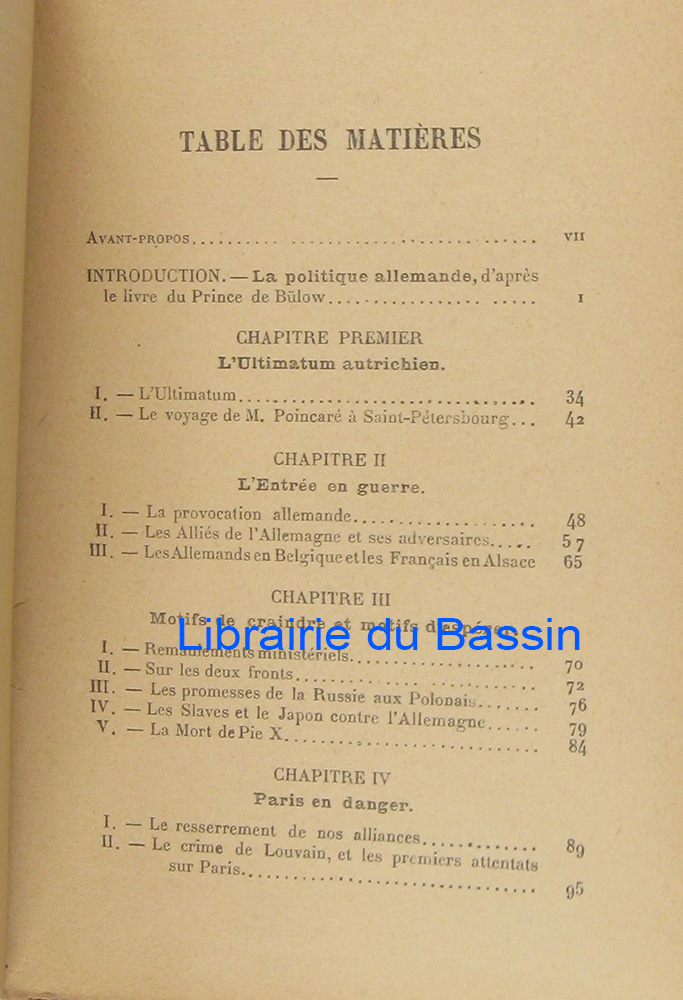 TABLE DES MATIÈRES
AVANT-PROPOS.......... .......................... VII
INTRODUCTION. — La politique allemande, d'après
le livre du Prince de Bülow................... ..... 1
CHAPITRE PREMIER
L'Ultimatum autrichien.
I. — L'Ultimatum................................. 34
II. — Le voyage de M. Poincaré à Saint-Pétersbourg... 42
CHAPITRE II
L'Entrée en guerre.
I. — La provocation allemande.................... 48
II. — Les Alliés de l'Allemagne et ses adversaires..... 57
III. — Les Allemands en Belgique et les Français en Alsace 65
CHAPITRE III
Motifs de craindre et motifs d'espérer.
Librairie du Bassin
I. — Remaniements ministériels.................... 70
II. — Sur les deux fronts......................... 72
III. — Les promesses de la Russie aux Polonais....... 76
IV. — Les Slaves et le Japon contre l'Allemagne...... 79
V. — La Mort de Pie X............................ 84
CHAPITRE IV
Paris en danger.
I. — Le resserrement de nos alliances............. 89
II. — Le crime de Louvain, et les premiers attentats
sur Paris.................................... 95